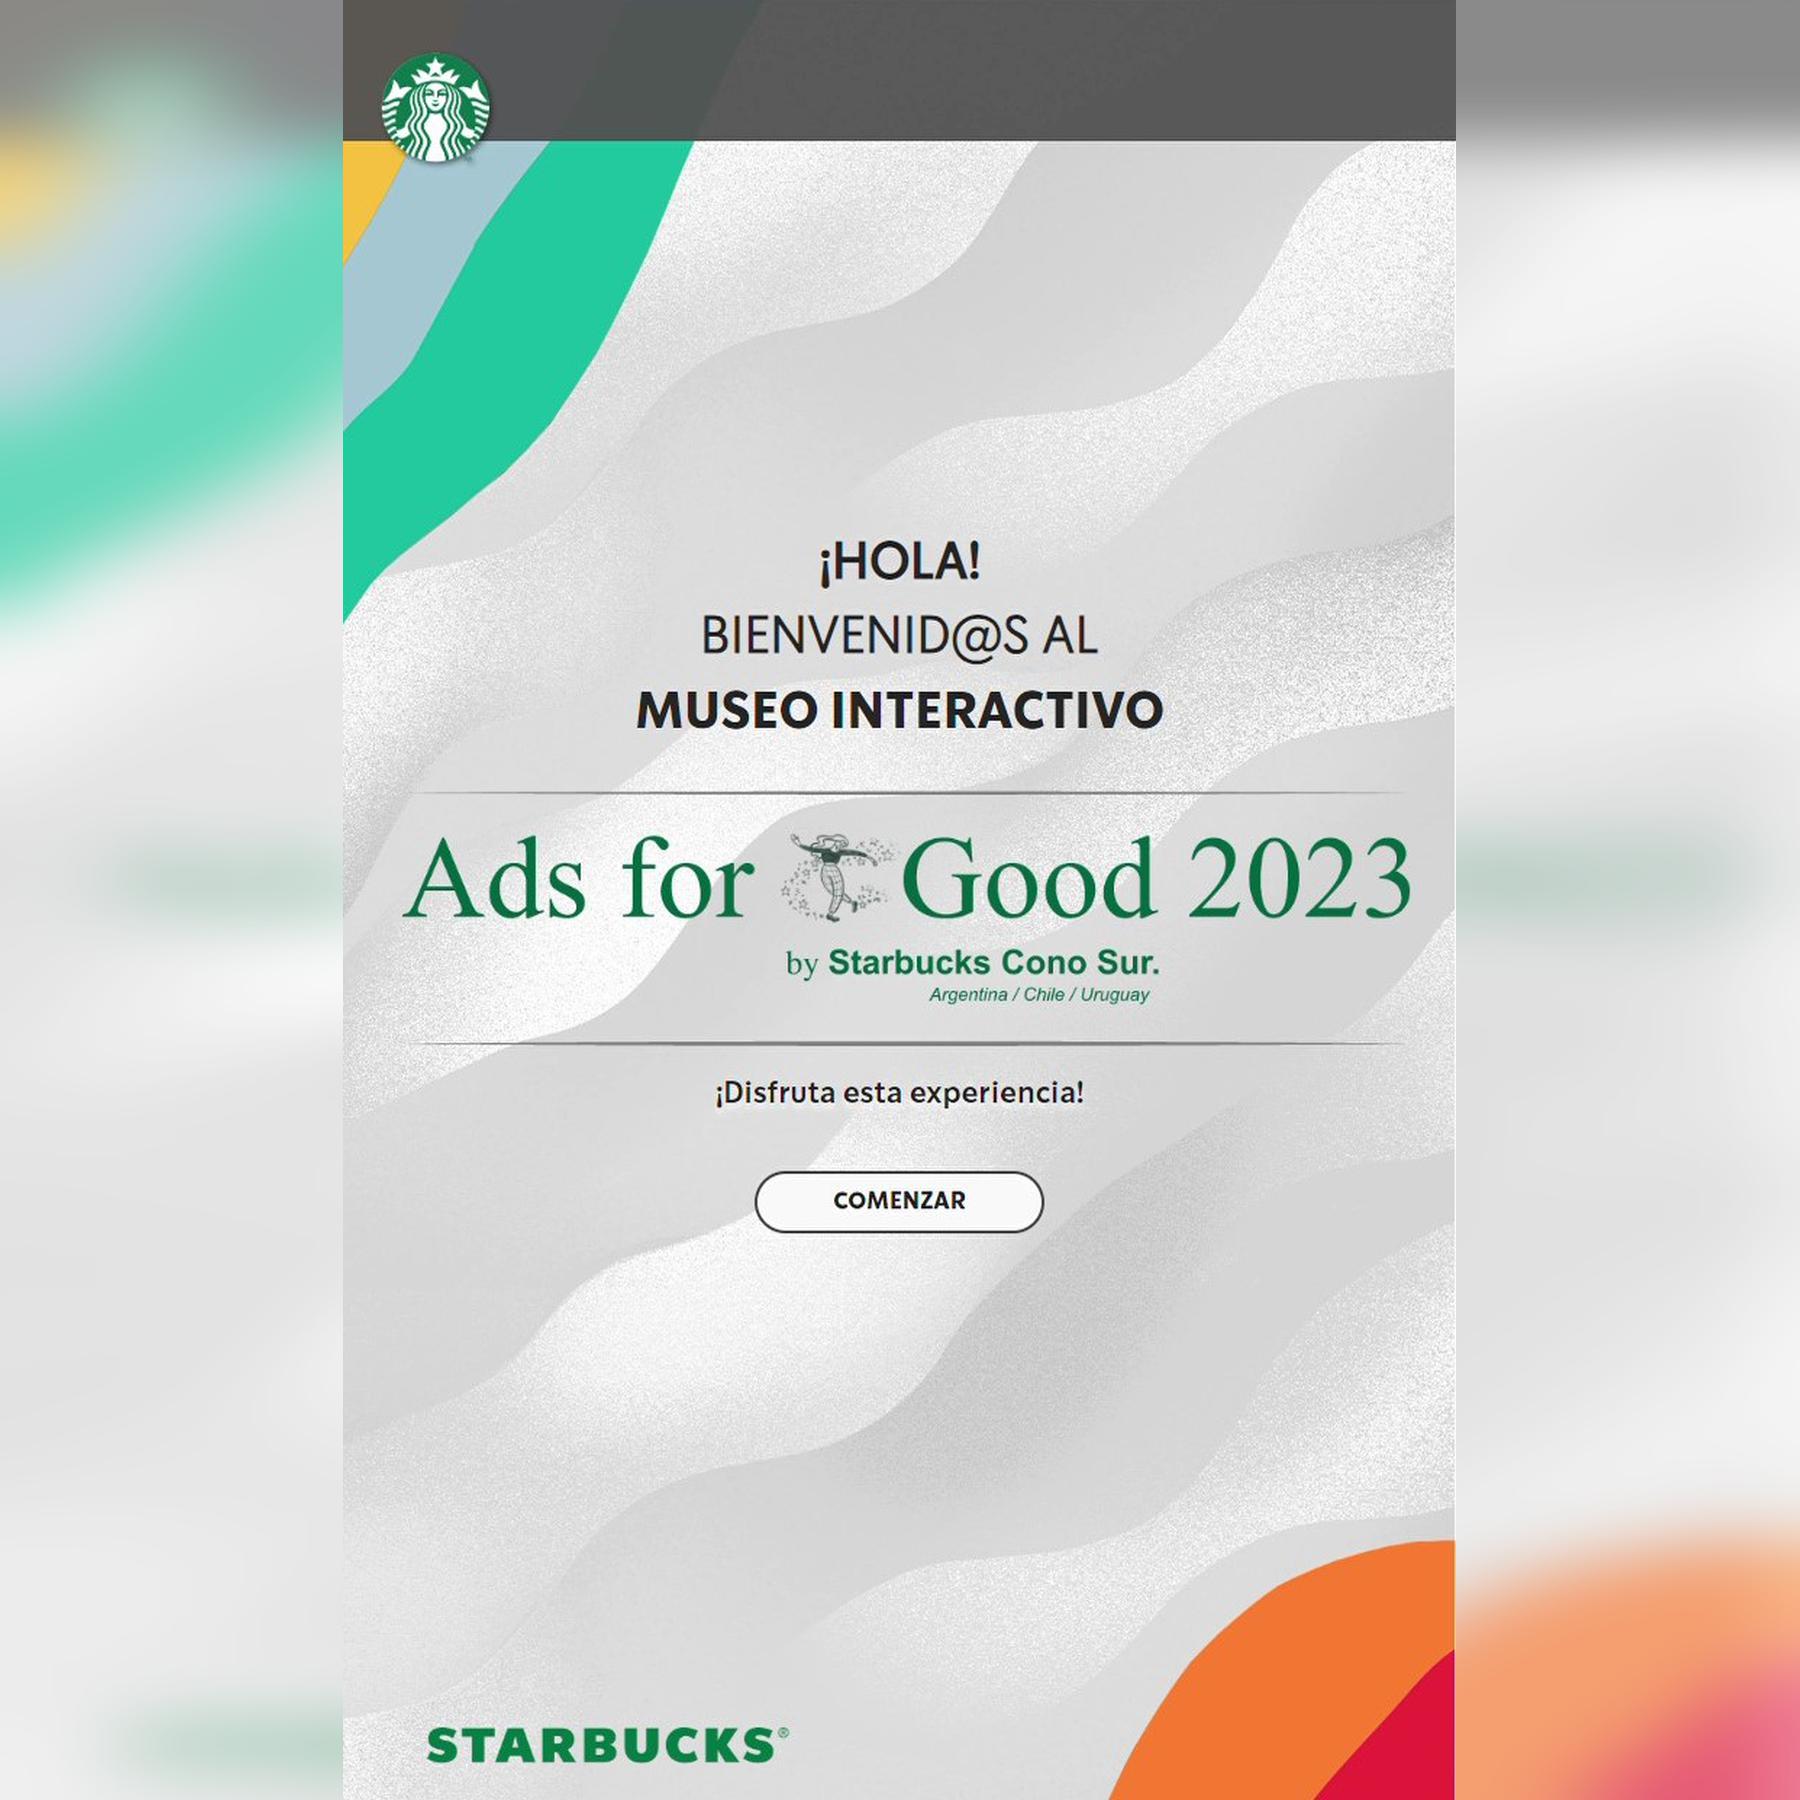 ¡HOLA!
BIENVENID@S AL
MUSEO INTERACTIVO
Ads for Good 2023
by Starbucks Cono Sur.
Argentina / Chile / Uruguay
¡Disfruta esta experiencia!
COMENZAR
STARBUCKS®